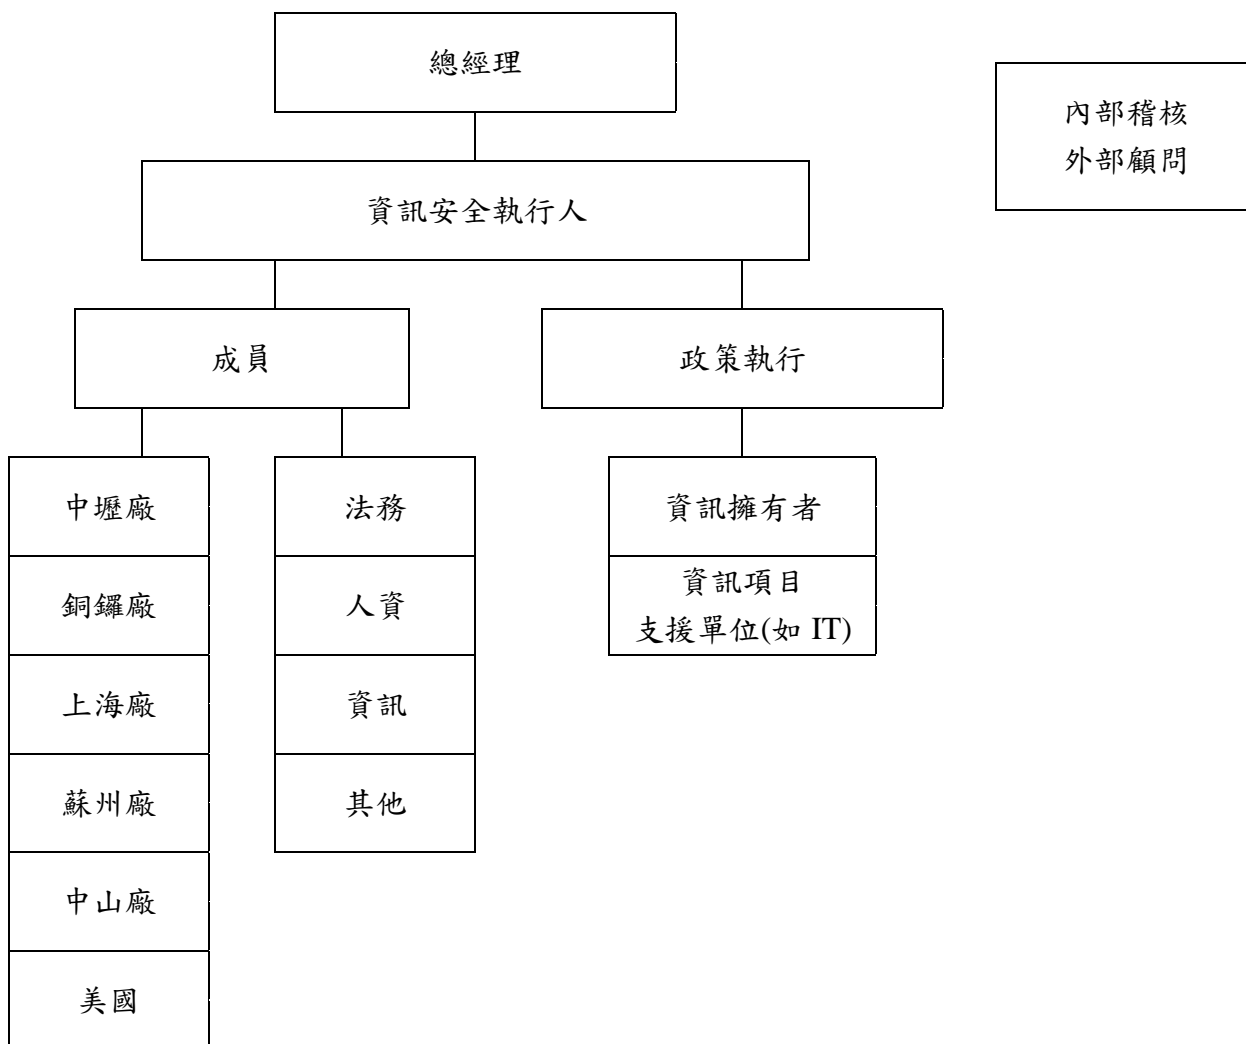 總經理
內部稽核
外部顧問
資訊安全執行人
成員
政策執行
中壢廠
銅鑼廠
上海廠
蘇州廠
中山廠
美國
法務
人資
資訊
其他
資訊擁有者
資訊項目
支援單位(如 IT)